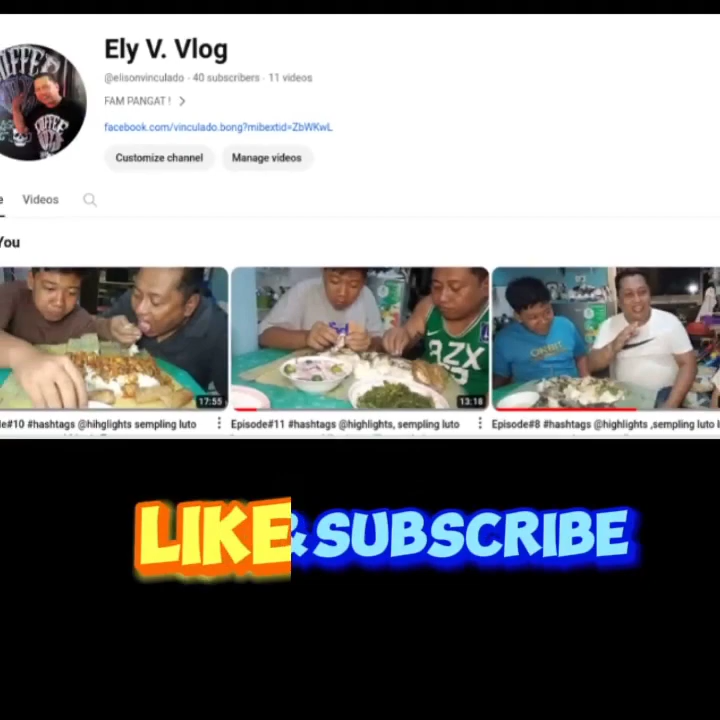 Ely V. Vlog
@elisonvinculado · 40 subscribers · 11 videos
FAM PANGAT !
facebook.com/vinculado.bong?mibextid=ZbWKwL
Customize channel Manage videos
Videos
You
AZX
17:55 13:18
e#10 #hashtags @hihglights sempling luto
Episode#11 #hashtags @highlights, sempling luto
Episode#8 #hashtags @highlights ,sempling luto
LIKE & SUBSCRIBE